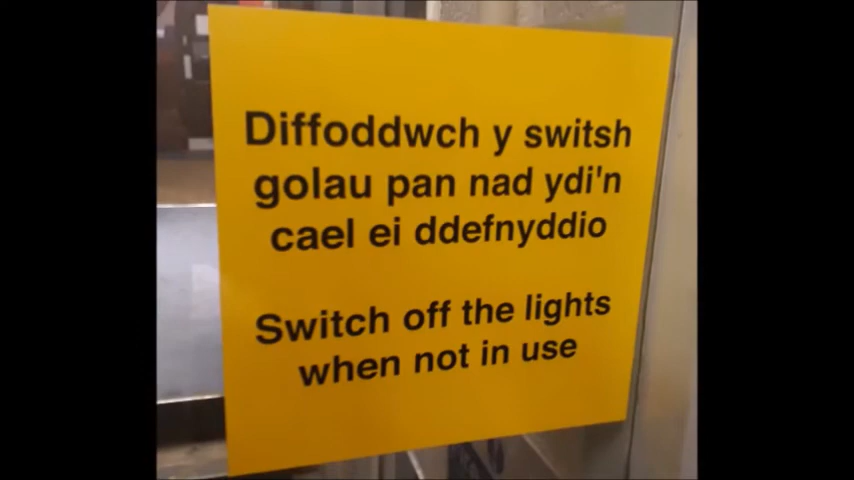 Diffoddwch y switsh
golau pan nad ydi'n
cael ei ddefnyddio
Switch off the lights
when not in use